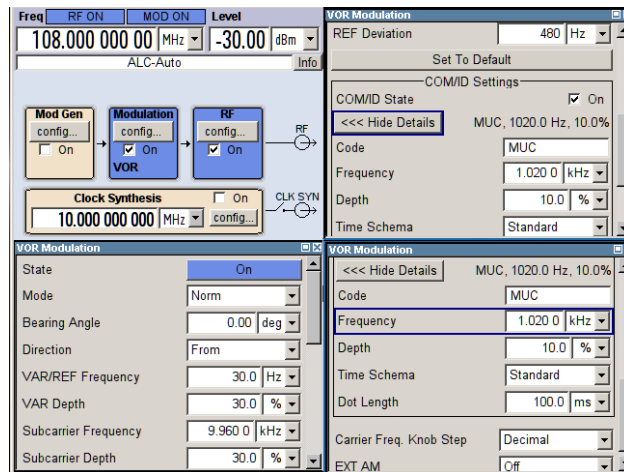 Freq RF ON MOD ON Level
108.000 000 00 MHz -30.00 dBm
ALC-Auto Info
Mod Gen Modulation RF
config... config... config... RF
On On On
VOR
Clock Synthesis On CLK SYN
10.000 000 000 MHz config...
VOR Modulation
REF Deviation 480 Hz
Set To Default
COM/ID Settings
COM/ID State On
<<< Hide Details MUC, 1020.0 Hz, 10.0%
Code MUC
Frequency 1.020 0 kHz
Depth 10.0 %
Time Schema Standard
VOR Modulation
State On
Mode Norm
Bearing Angle 0.00 deg
Direction From
VAR/REF Frequency 30.0 Hz
VAR Depth 30.0 %
Subcarrier Frequency 9.960 0 kHz
Subcarrier Depth 30.0 %
VOR Modulation
<<< Hide Details MUC, 1020.0 Hz, 10.0%
Code MUC
Frequency 1.020 0 kHz
Depth 10.0 %
Time Schema Standard
Dot Length 100.0 ms
Carrier Freq. Knob Step Decimal
EXT AM Off